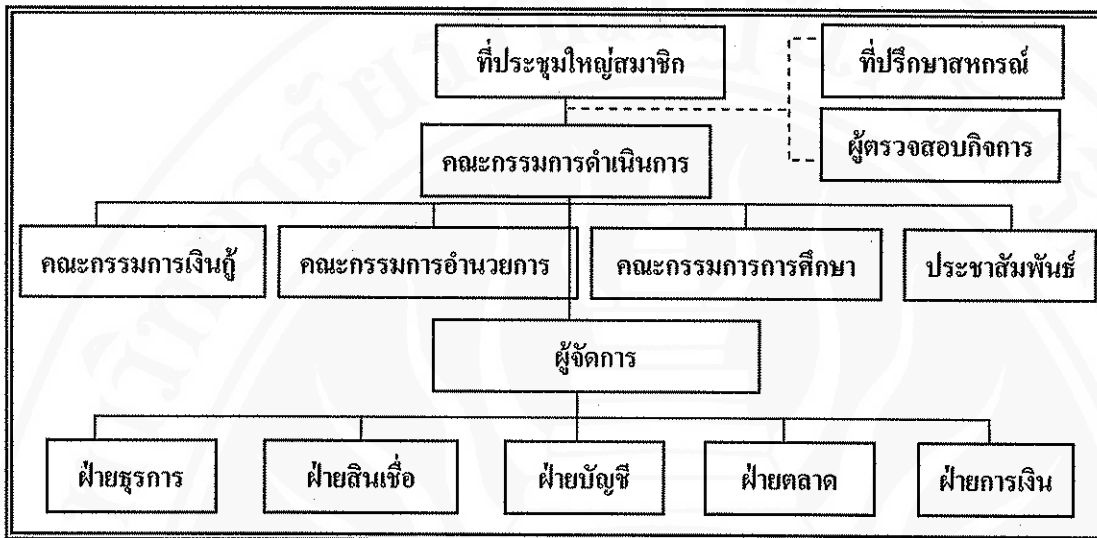 ที่ประชุมใหญ่สมาชิก
ที่ปรึกษาสหกรณ์
ผู้ตรวจสอบกิจการ
คณะกรรมการดำเนินการ
คณะกรรมการเงินกู้
คณะกรรมการอำนวยการ
คณะกรรมการการศึกษา
ประชาสัมพันธ์
ผู้จัดการ
ฝ่ายธุรการ
ฝ่ายสินเชื่อ
ฝ่ายบัญชี
ฝ่ายตลาด
ฝ่ายการเงิน